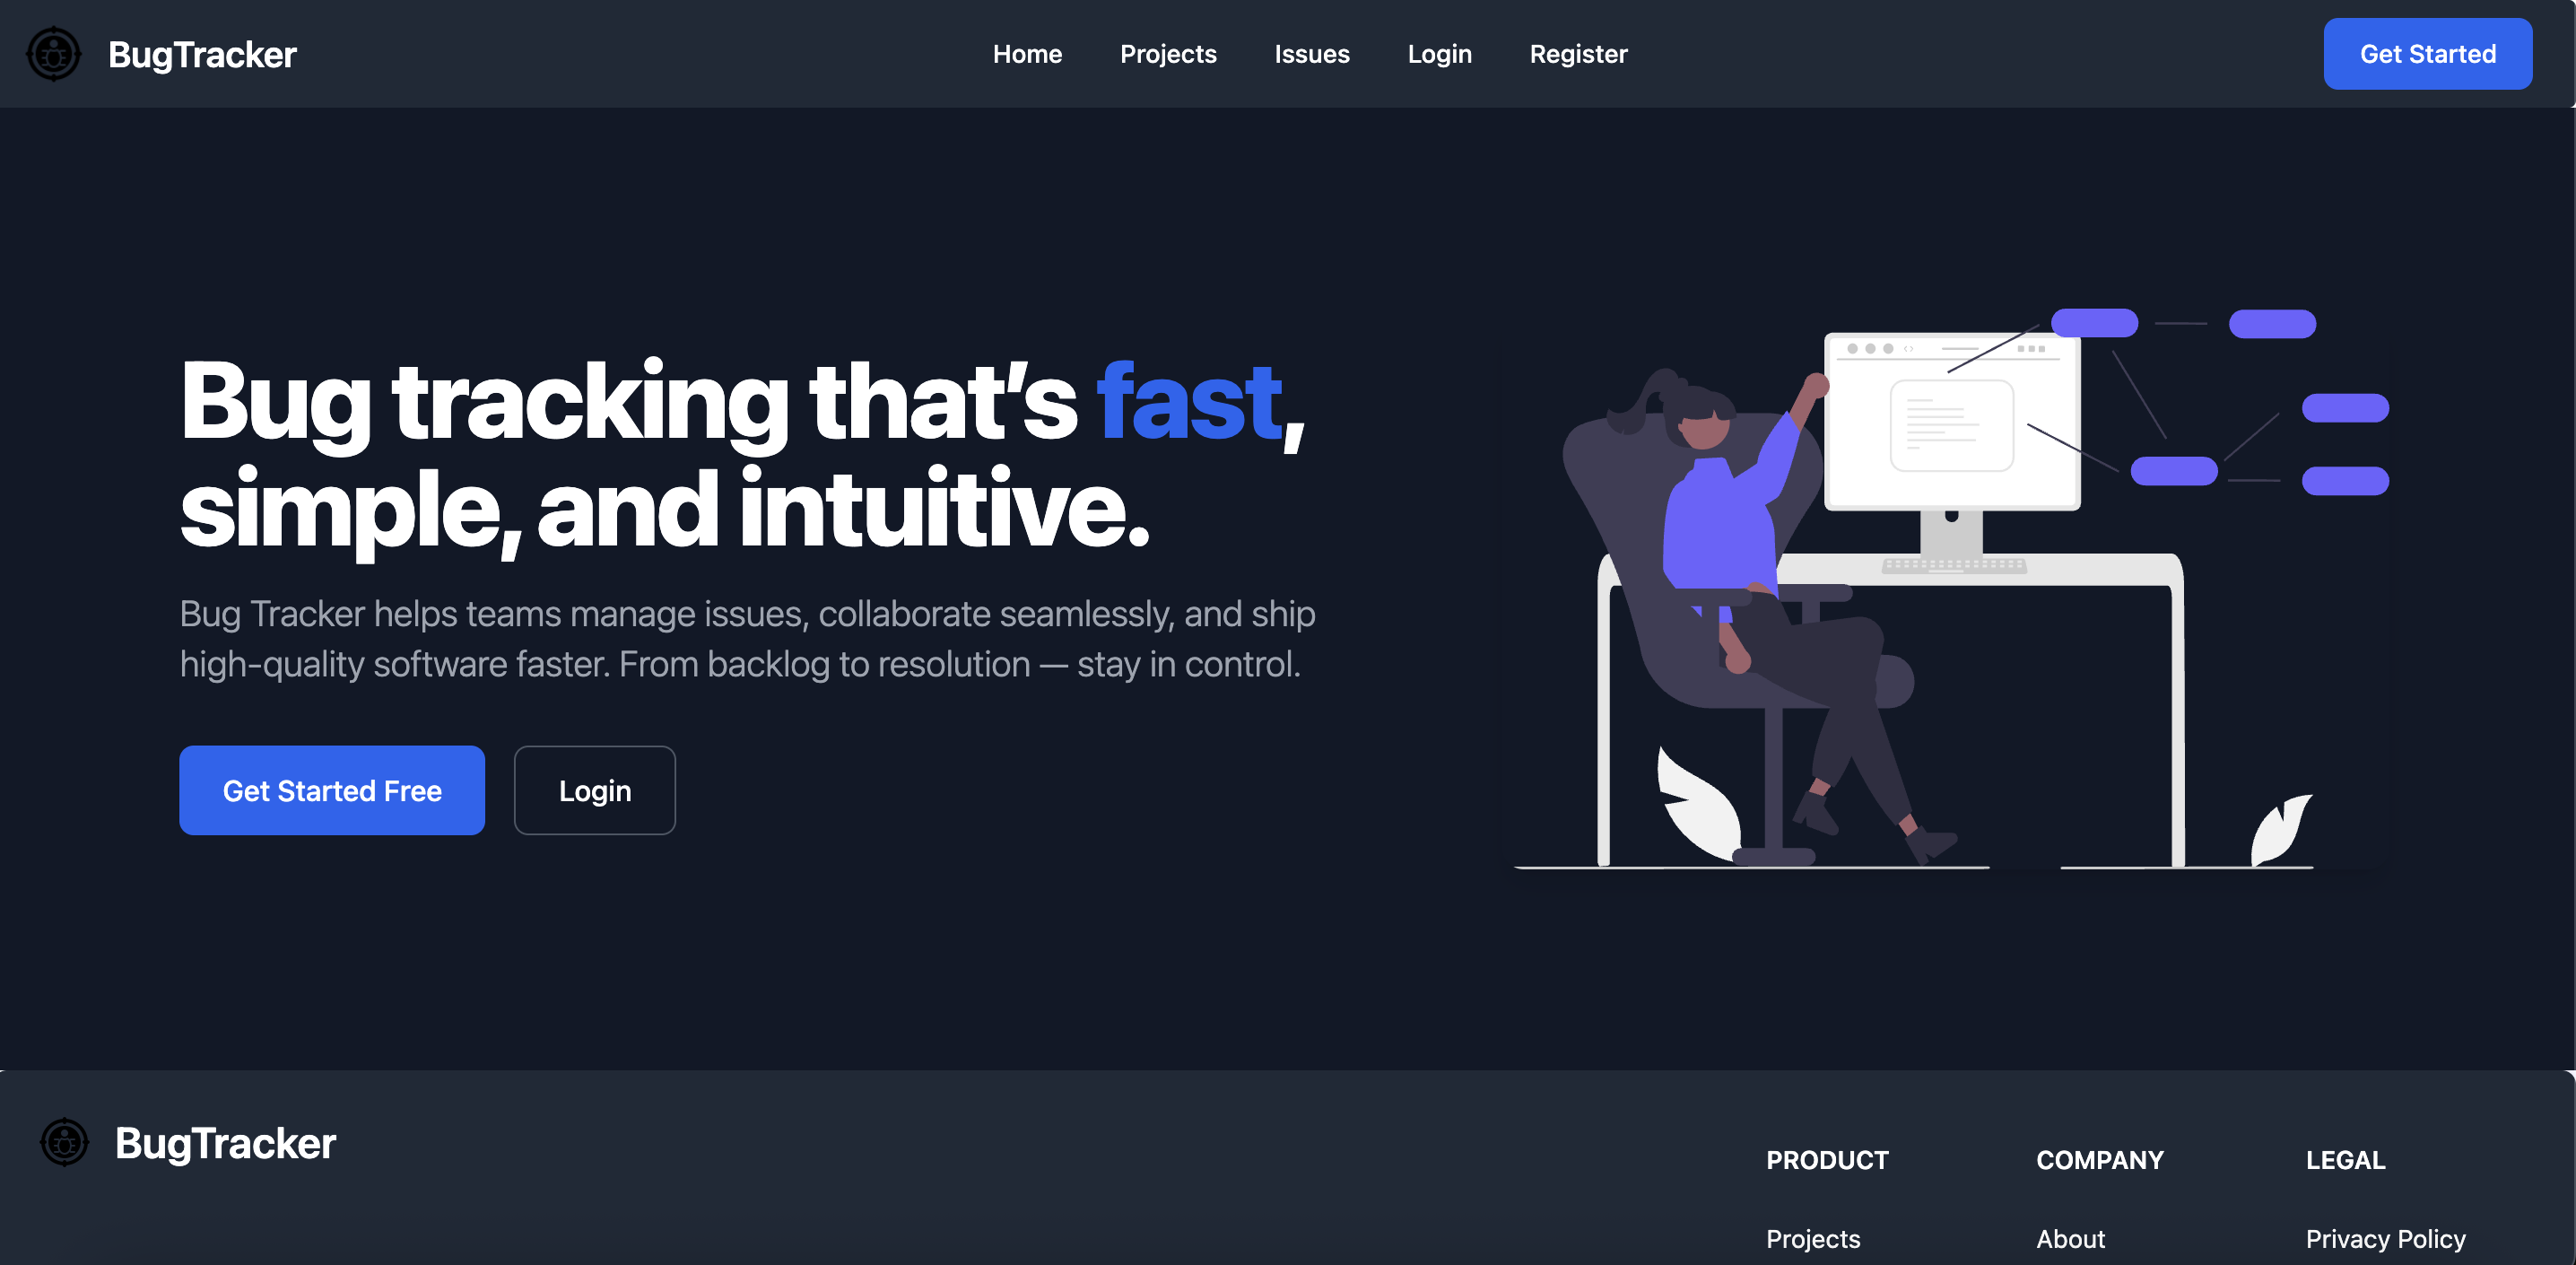 BugTracker
Home Projects Issues Login Register
Get Started
Bug tracking that’s fast,
simple, and intuitive.
Bug Tracker helps teams manage issues, collaborate seamlessly, and ship
high-quality software faster. From backlog to resolution — stay in control.
Get Started Free
Login
BugTracker
PRODUCT COMPANY LEGAL
Projects About Privacy Policy